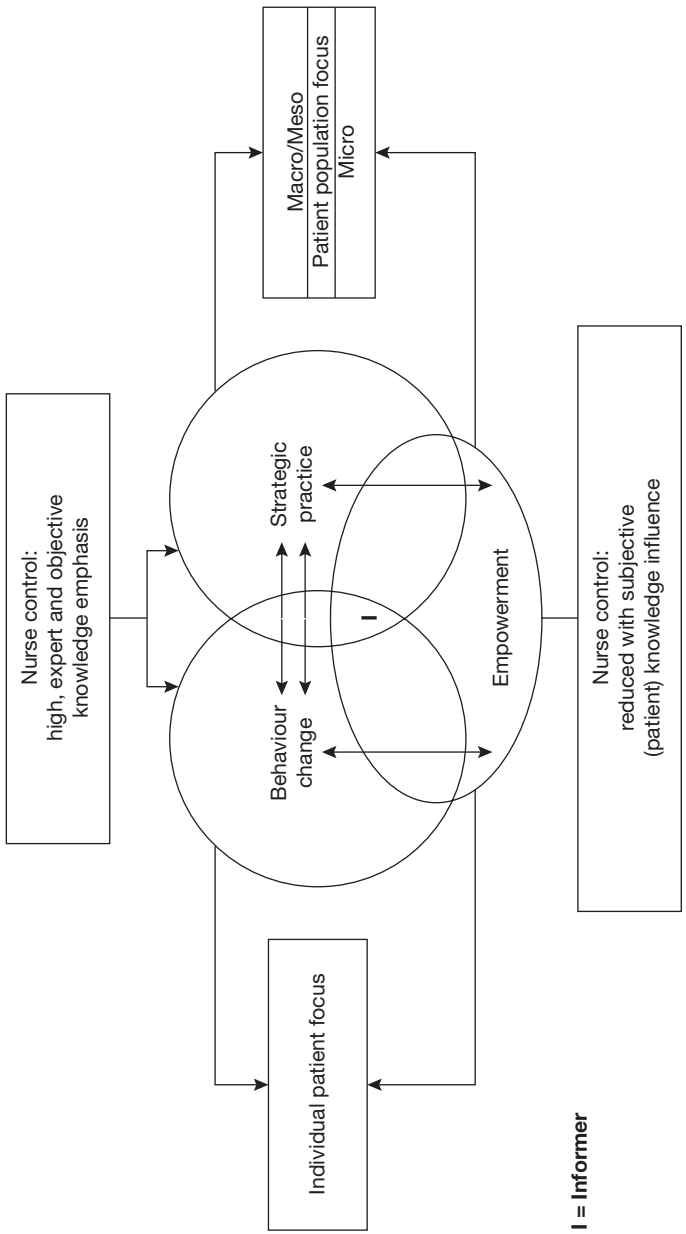 Nurse control:
high, expert and objective
knowledge emphasis
Individual patient focus
Behaviour
change
Strategic
practice
I
Empowerment
Macro/Meso
Patient population focus
Micro
Nurse control:
reduced with subjective
(patient) knowledge influence
I = Informer